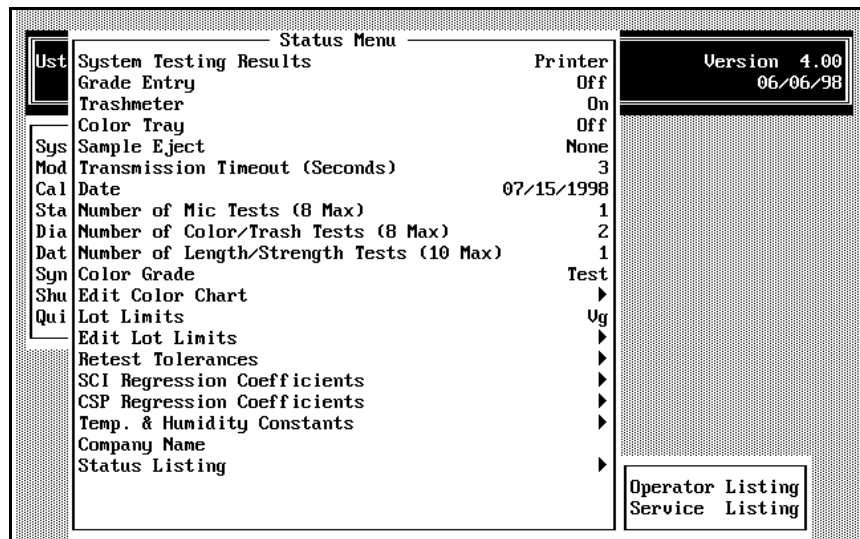 Status Menu
Ust
Version 4.00
06/06/98
System Testing Results Printer
Grade Entry Off
Trashmeter On
Color Tray Off
Sys Sample Eject None
Mod Transmission Timeout (Seconds) 3
Cal Date 07/15/1998
Sta Number of Mic Tests (8 Max) 1
Dia Number of Color/Trash Tests (8 Max) 2
Dat Number of Length/Strength Tests (10 Max) 1
Syn Color Grade Test
Shu Edit Color Chart
Qui Lot Limits Vg
Edit Lot Limits
Retest Tolerances
SCI Regression Coefficients
CSP Regression Coefficients
Temp. & Humidity Constants
Company Name
Status Listing
Operator Listing
Service Listing